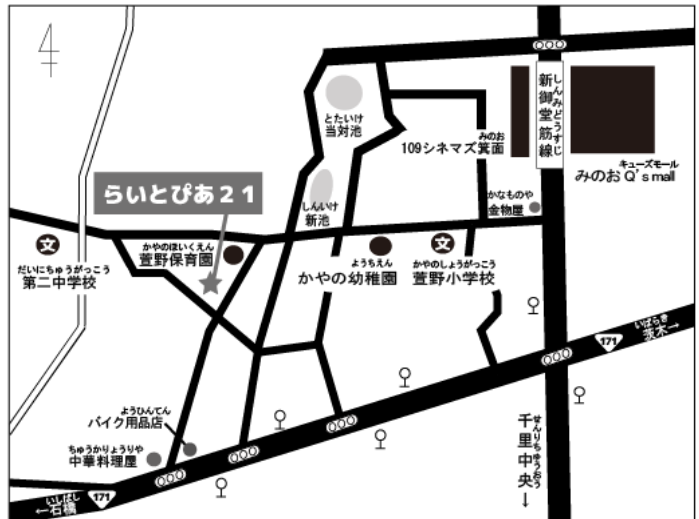 とたいけ
当対池
みのお
109シネマズ箕面
しんみどうすじ
新御堂筋線
キューズモール
みのおQ's mall
らいとぴあ21
しんいけ
新池
かなものや
金物屋
文
だいにちゅうがっこう
第二中学校
かやのほいくえん
萱野保育園
ようちえん
かやの幼稚園
文
かやのしょうがっこう
萱野小学校
いばらき
茨木→
171
ようひんてん
バイク用品店
ちゅうかりょうりや
中華料理屋
せんりちゅうおう
千里中央↓
いしばし
←石橋
171